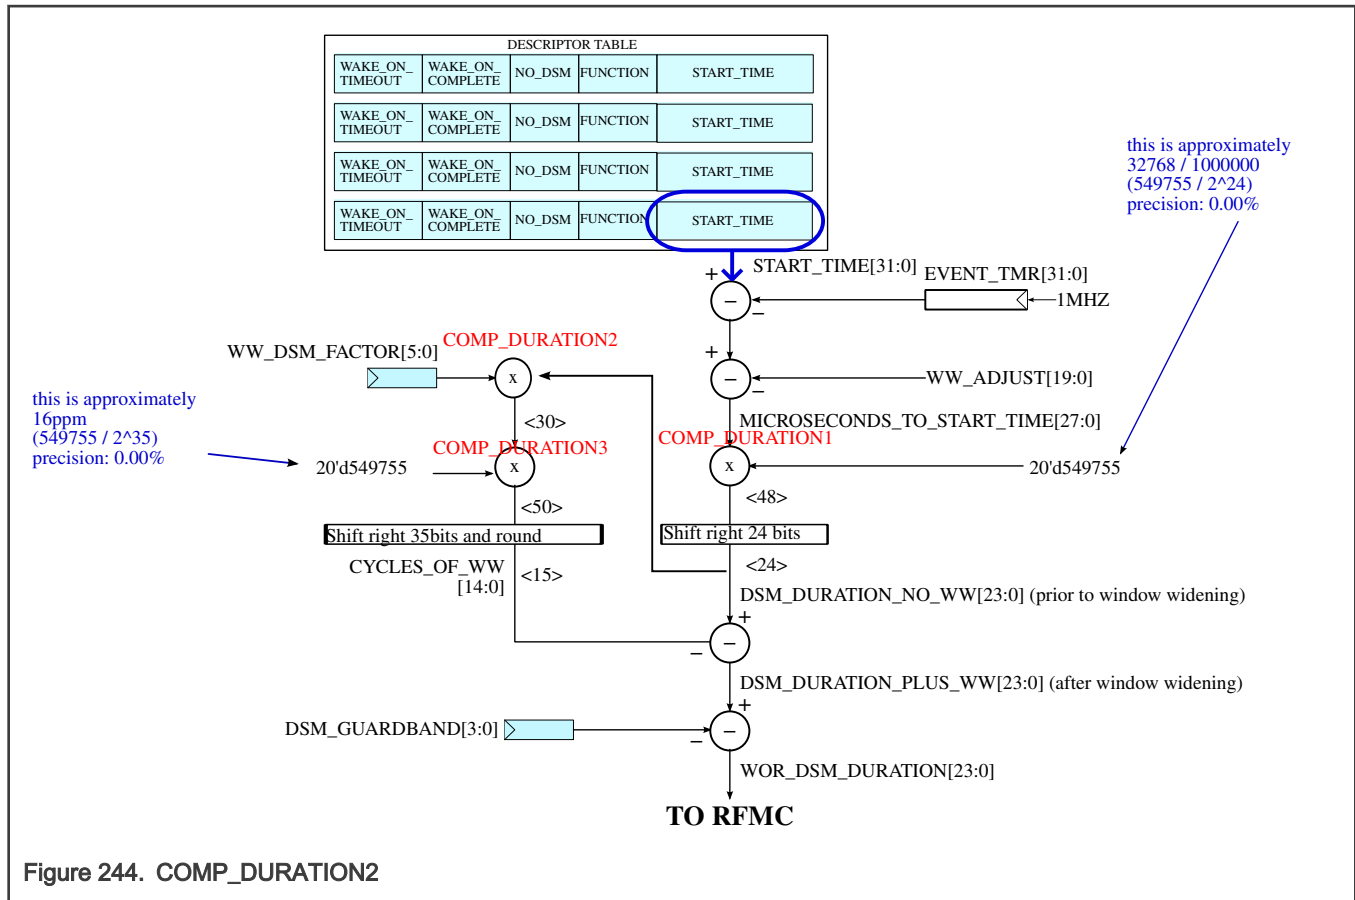 DESCRIPTOR TABLE
WAKE_ON_ WAKE_ON_ NO_DSM FUNCTION START_TIME
TIMEOUT COMPLETE
WAKE_ON_ WAKE_ON_ NO_DSM FUNCTION START_TIME
TIMEOUT COMPLETE
WAKE_ON_ WAKE_ON_ NO_DSM FUNCTION START_TIME
TIMEOUT COMPLETE
WAKE_ON_ WAKE_ON_ NO_DSM FUNCTION START_TIME
TIMEOUT COMPLETE
this is approximately
32768 / 1000000
(549755 / 2^24)
precision: 0.00%
+
START_TIME[31:0]
EVENT_TMR[31:0]
−
−
1MHZ
COMP_DURATION2
WW_DSM_FACTOR[5:0]
x
+
−
−
WW_ADJUST[19:0]
this is approximately
16ppm
(549755 / 2^35)
precision: 0.00%
<30>
MICROSECONDS_TO_START_TIME[27:0]
COMP_DURATION3
COMP_DURATION1
20'd549755
x
x
20'd549755
<50>
<48>
Shift right 35bits and round
Shift right 24 bits
CYCLES_OF_WW
[14:0]
<15>
<24>
DSM_DURATION_NO_WW[23:0] (prior to window widening)
+
−
−
DSM_DURATION_PLUS_WW[23:0] (after window widening)
+
DSM_GUARDBAND[3:0]
−
−
WOR_DSM_DURATION[23:0]
TO RFMC
Figure 244. COMP_DURATION2